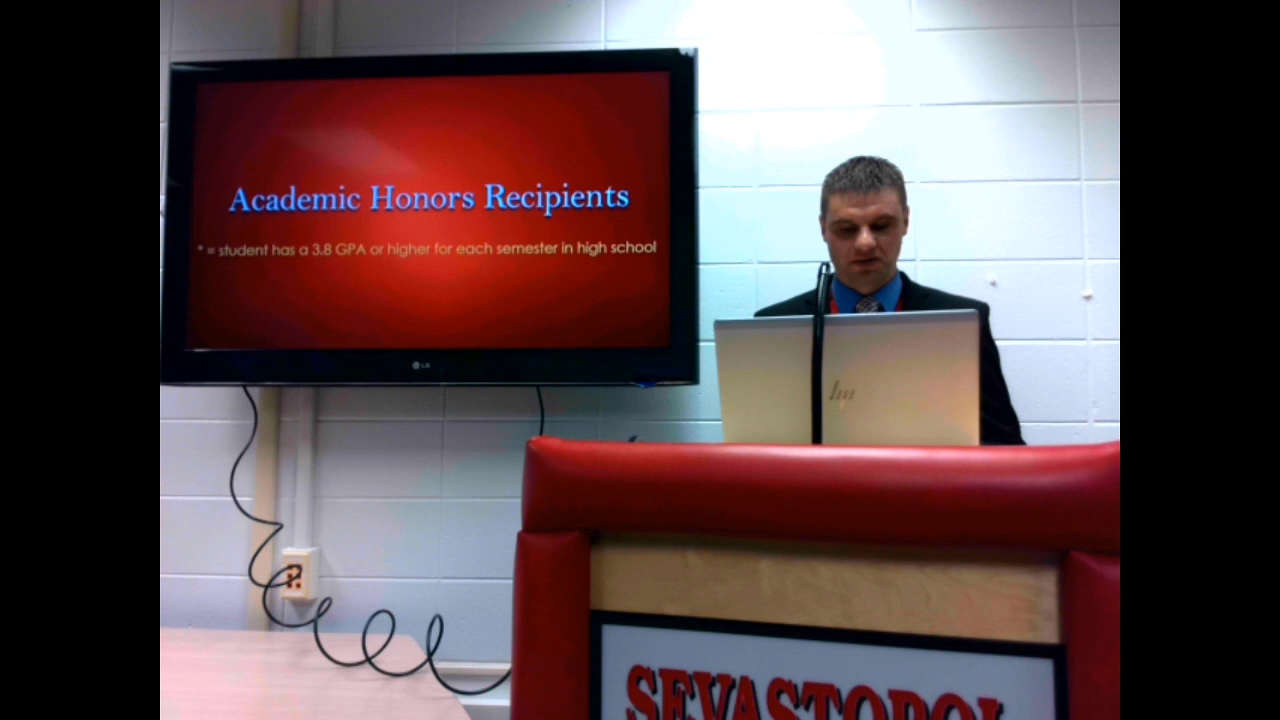 Academic Honors Recipients
* = student has a 3.8 GPA or higher for each semester in high school
LG
hp
SEVASTOPOL